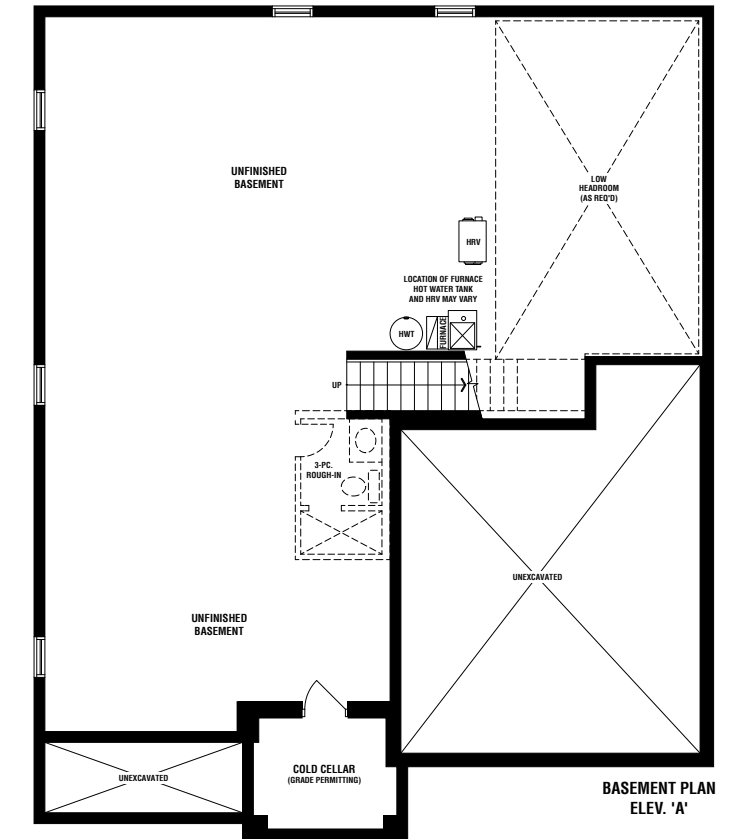 UNFINISHED
BASEMENT
LOW
HEADROOM
(AS REQ'D)
HRV
LOCATION OF FURNACE
HOT WATER TANK
AND HRV MAY VARY
HWT
FURNACE
UP
3-PC.
ROUGH-IN
UNEXCAVATED
UNFINISHED
BASEMENT
COLD CELLAR
(GRADE PERMITTING)
UNEXCAVATED
BASEMENT PLAN
ELEV. 'A'